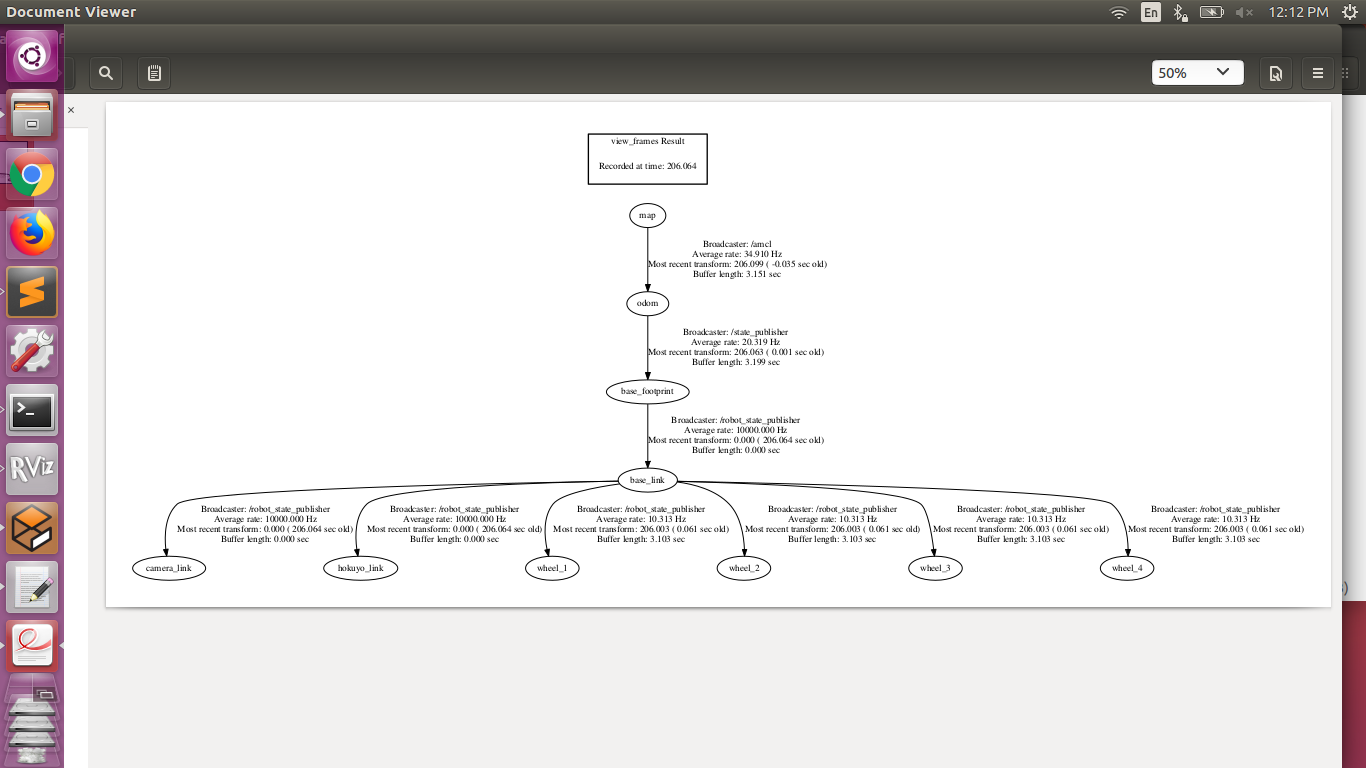 Document Viewer
En
12:12 PM
50%
view_frames Result
Recorded at time: 206.064
map
Broadcaster: /amcl
Average rate: 34.910 Hz
Most recent transform: 206.099 ( -0.035 sec old)
Buffer length: 3.151 sec
odom
Broadcaster: /state_publisher
Average rate: 20.319 Hz
Most recent transform: 206.063 ( 0.001 sec old)
Buffer length: 3.199 sec
base_footprint
Broadcaster: /robot_state_publisher
Average rate: 10000.000 Hz
Most recent transform: 0.000 ( 206.064 sec old)
Buffer length: 0.000 sec
base_link
Broadcaster: /robot_state_publisher
Average rate: 10000.000 Hz
Most recent transform: 0.000 ( 206.064 sec old)
Buffer length: 0.000 sec
Broadcaster: /robot_state_publisher
Average rate: 10000.000 Hz
Most recent transform: 0.000 ( 206.064 sec old)
Buffer length: 0.000 sec
Broadcaster: /robot_state_publisher
Average rate: 10.313 Hz
Most recent transform: 206.003 ( 0.061 sec old)
Buffer length: 3.103 sec
Broadcaster: /robot_state_publisher
Average rate: 10.313 Hz
Most recent transform: 206.003 ( 0.061 sec old)
Buffer length: 3.103 sec
Broadcaster: /robot_state_publisher
Average rate: 10.313 Hz
Most recent transform: 206.003 ( 0.061 sec old)
Buffer length: 3.103 sec
Broadcaster: /robot_state_publisher
Average rate: 10.313 Hz
Most recent transform: 206.003 ( 0.061 sec old)
Buffer length: 3.103 sec
camera_link
hokuyo_link
wheel_1
wheel_2
wheel_3
wheel_4
RViz